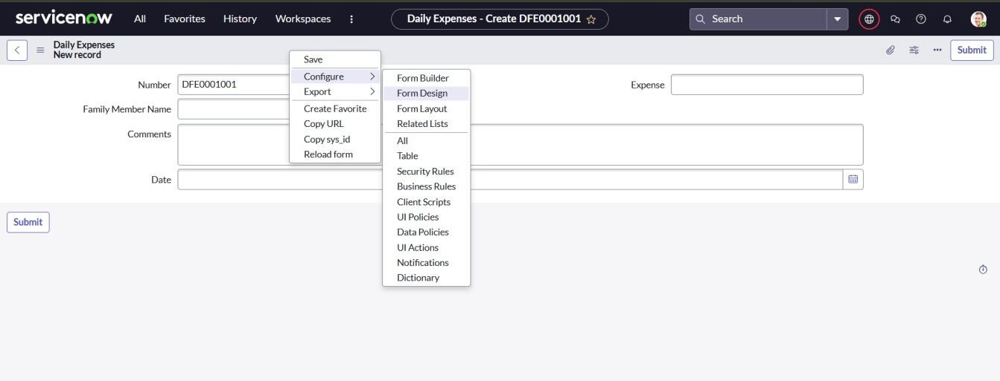 servicenow
All
Favorites
History
Workspaces
Daily Expenses - Create DFE0001001
Search
Daily Expenses
New record
Submit
Save
Configure
Export
Create Favorite
Copy URL
Copy sys_id
Reload form
Form Builder
Form Design
Form Layout
Related Lists
All
Table
Security Rules
Business Rules
Client Scripts
UI Policies
Data Policies
UI Actions
Notifications
Dictionary
Number
DFE0001001
Expense
Family Member Name
Comments
Date
Submit